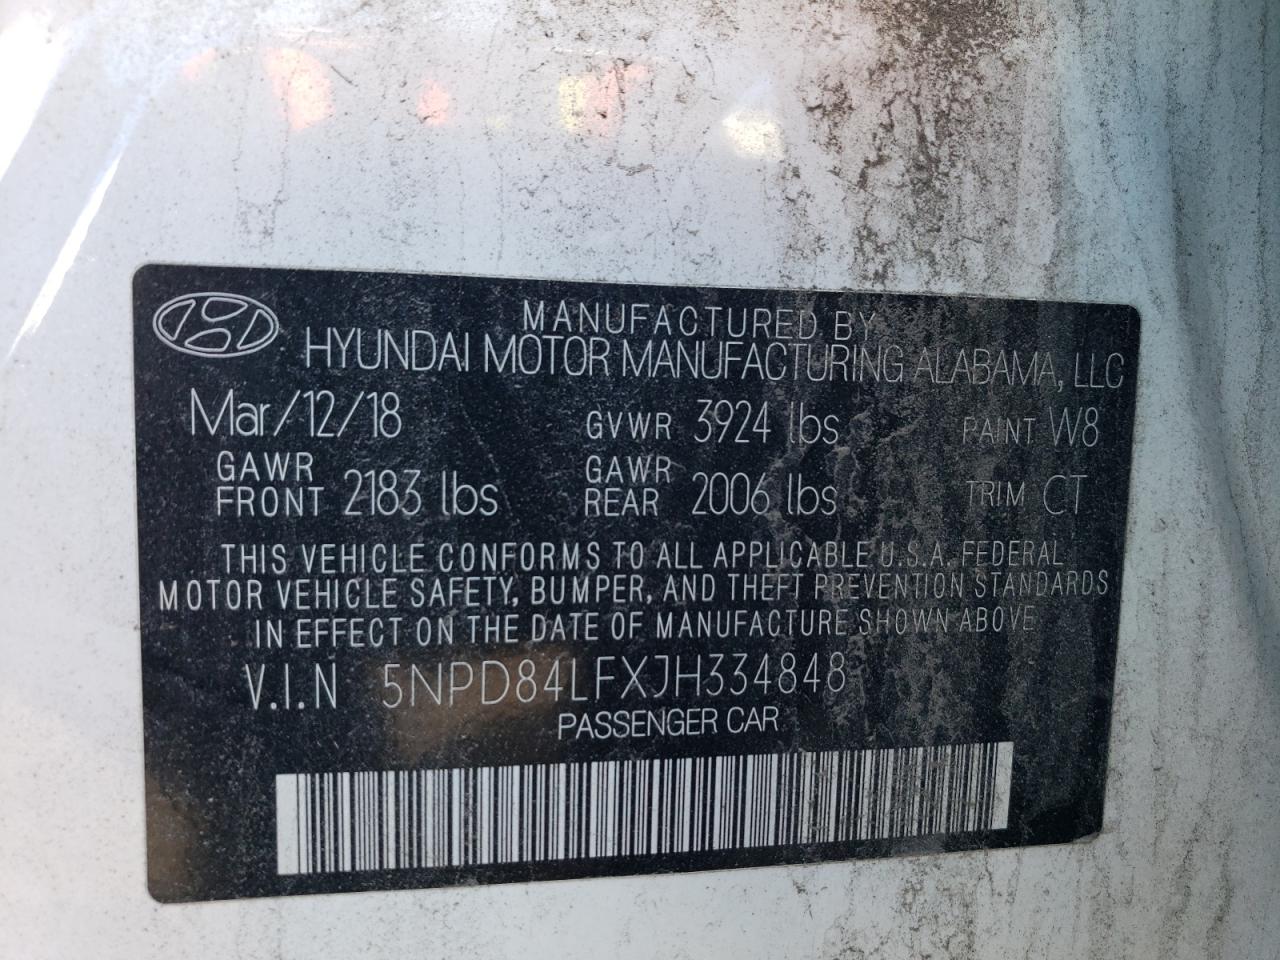 MANUFACTURED BY
HYUNDAI MOTOR MANUFACTURING ALABAMA, LLC
Mar/12/18 GVWR 3924 lbs PAINT W8
GAWR FRONT 2183 lbs GAWR REAR 2006 lbs TRIM CT
THIS VEHICLE CONFORMS TO ALL APPLICABLE U.S.A. FEDERAL
MOTOR VEHICLE SAFETY, BUMPER, AND THEFT PREVENTION STANDARDS
IN EFFECT ON THE DATE OF MANUFACTURE SHOWN ABOVE
V.I.N 5NPD84LFXJH334848
PASSENGER CAR